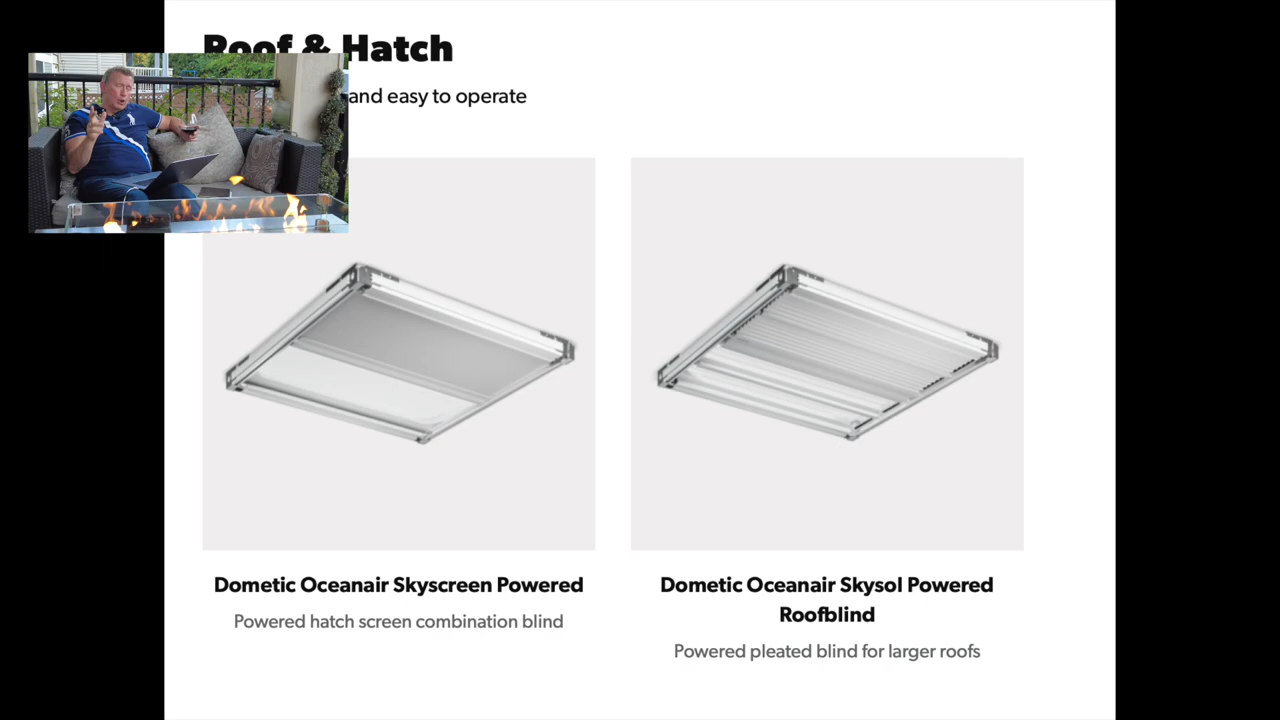 Roof & Hatch
and easy to operate
Dometic Oceanair Skyscreen Powered
Powered hatch screen combination blind
Dometic Oceanair Skysol Powered
Roofblind
Powered pleated blind for larger roofs